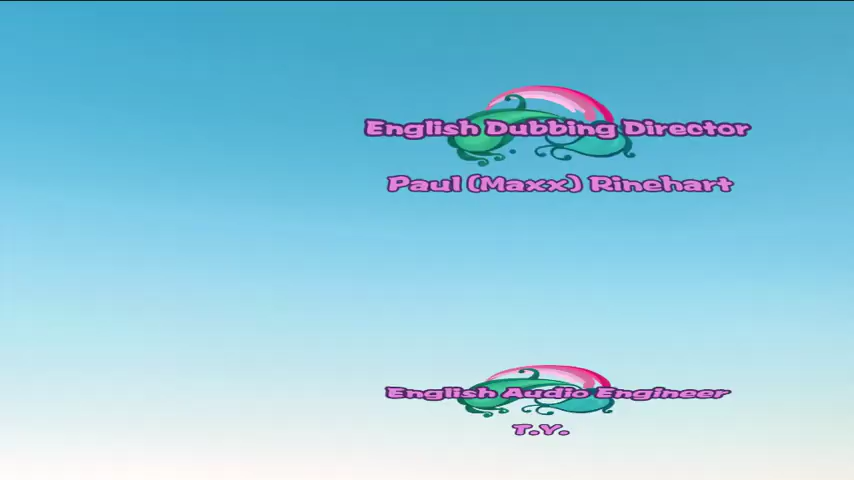 English Dubbing Director
Paul (Maxx) Rinehart
English Audio Engineer
T.Y.